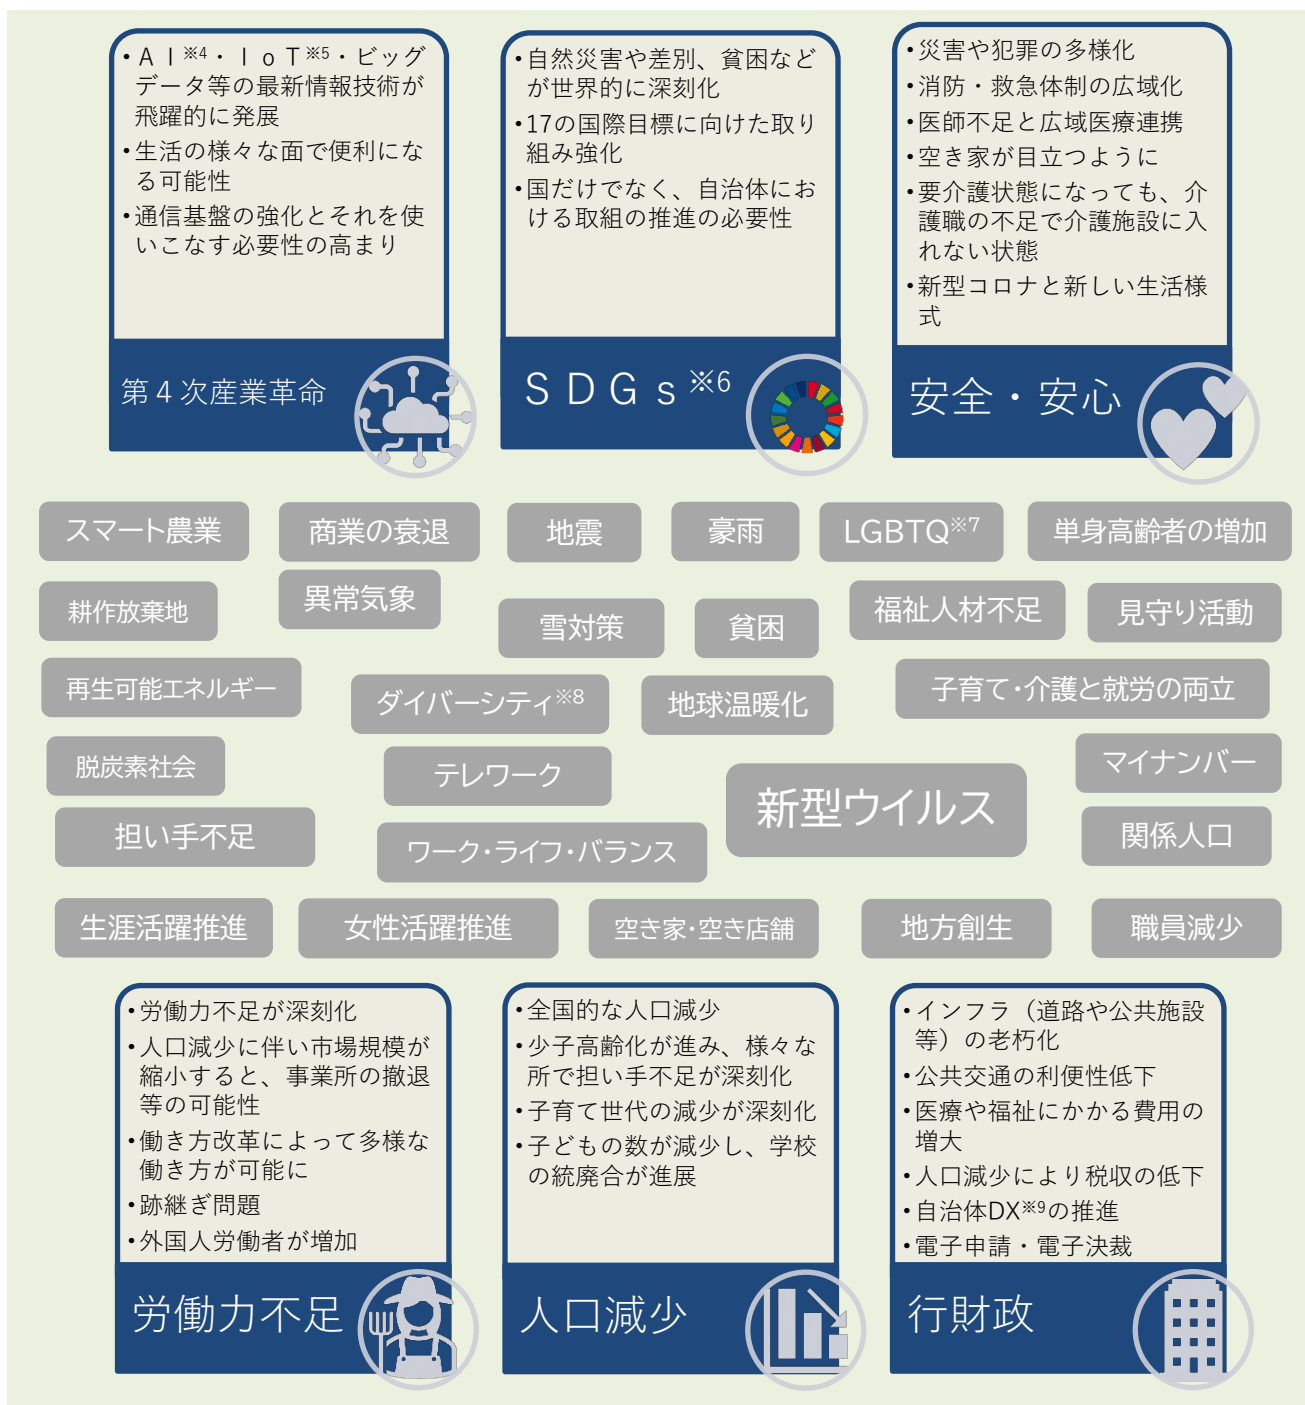 ・ＡＩ※4・ＩｏＴ※5・ビッグ
データ等の最新情報技術が
飛躍的に発展
・生活の様々な面で便利にな
る可能性
・通信基盤の強化とそれを使
いこなす必要性の高まり
第４次産業革命
・自然災害や差別、貧困など
が世界的に深刻化
・17の国際目標に向けた取り
組み強化
・国だけでなく、自治体にお
ける取組の推進の必要性
ＳＤＧｓ※6
・災害や犯罪の多様化
・消防・救急体制の広域化
・医師不足と広域医療連携
・空き家が目立つように
・要介護状態になっても、介
護職の不足で介護施設に入
れない状態
・新型コロナと新しい生活様
式
安全・安心
スマート農業
商業の衰退
地震
豪雨
LGBTQ※7
単身高齢者の増加
耕作放棄地
異常気象
雪対策
貧困
福祉人材不足
見守り活動
再生可能エネルギー
ダイバーシティ※8
地球温暖化
子育て・介護と就労の両立
脱炭素社会
テレワーク
新型ウイルス
マイナンバー
担い手不足
ワーク・ライフ・バランス
関係人口
生涯活躍推進
女性活躍推進
空き家・空き店舗
地方創生
職員減少
・労働力不足が深刻化
・人口減少に伴い市場規模が
縮小すると、事業所の撤退
等の可能性
・働き方改革によって多様な
働き方が可能に
・跡継ぎ問題
・外国人労働者が増加
労働力不足
・全国的な人口減少
・少子高齢化が進み、様々な
所で担い手不足が深刻化
・子育て世代の減少が深刻化
・子どもの数が減少し、学校
の統廃合が進展
人口減少
・インフラ（道路や公共施設
等）の老朽化
・公共交通の利便性低下
・医療や福祉にかかる費用の
増大
・人口減少により税収の低下
・自治体DX※9の推進
・電子申請・電子決裁
行財政